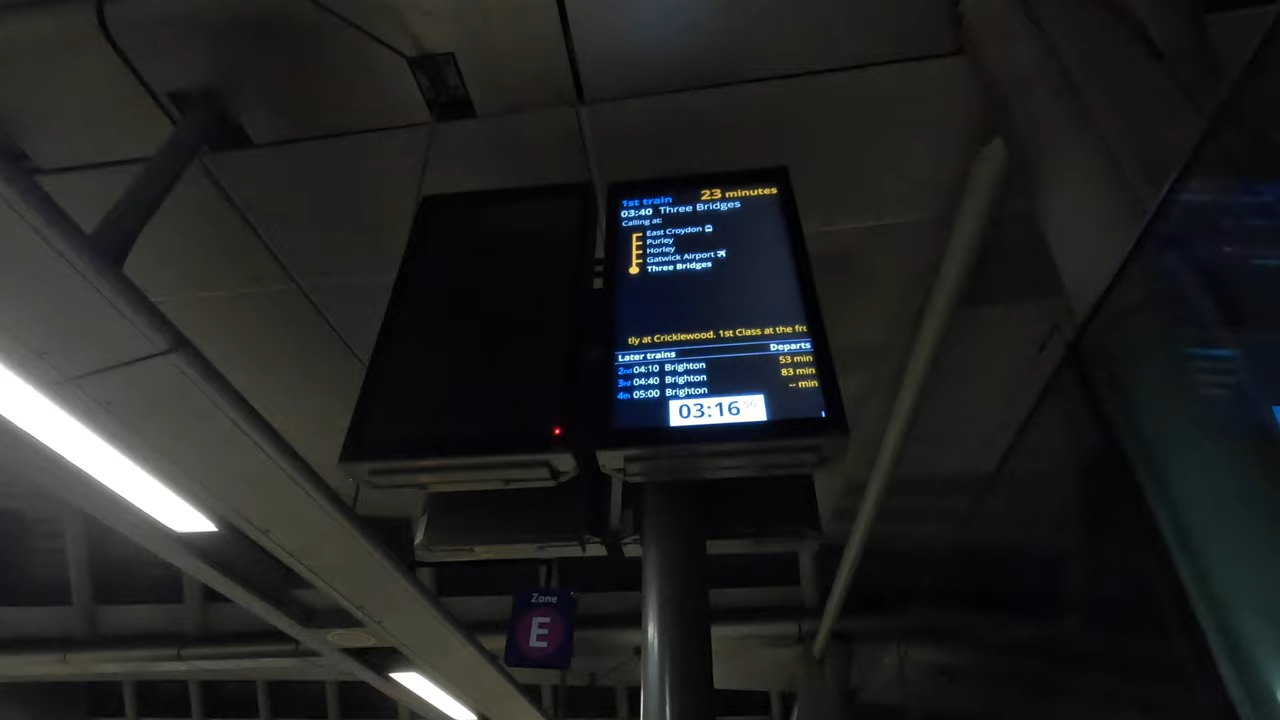 1st train 23 minutes
03:40 Three Bridges
Calling at:
East Croydon
Purley
Horley
Gatwick Airport
Three Bridges
tly at Cricklewood. 1st Class at the fro
Later trains Departs
2nd 04:10 Brighton 53 min
3rd 04:40 Brighton 83 min
4th 05:00 Brighton -- min
03:16 56
Zone
E